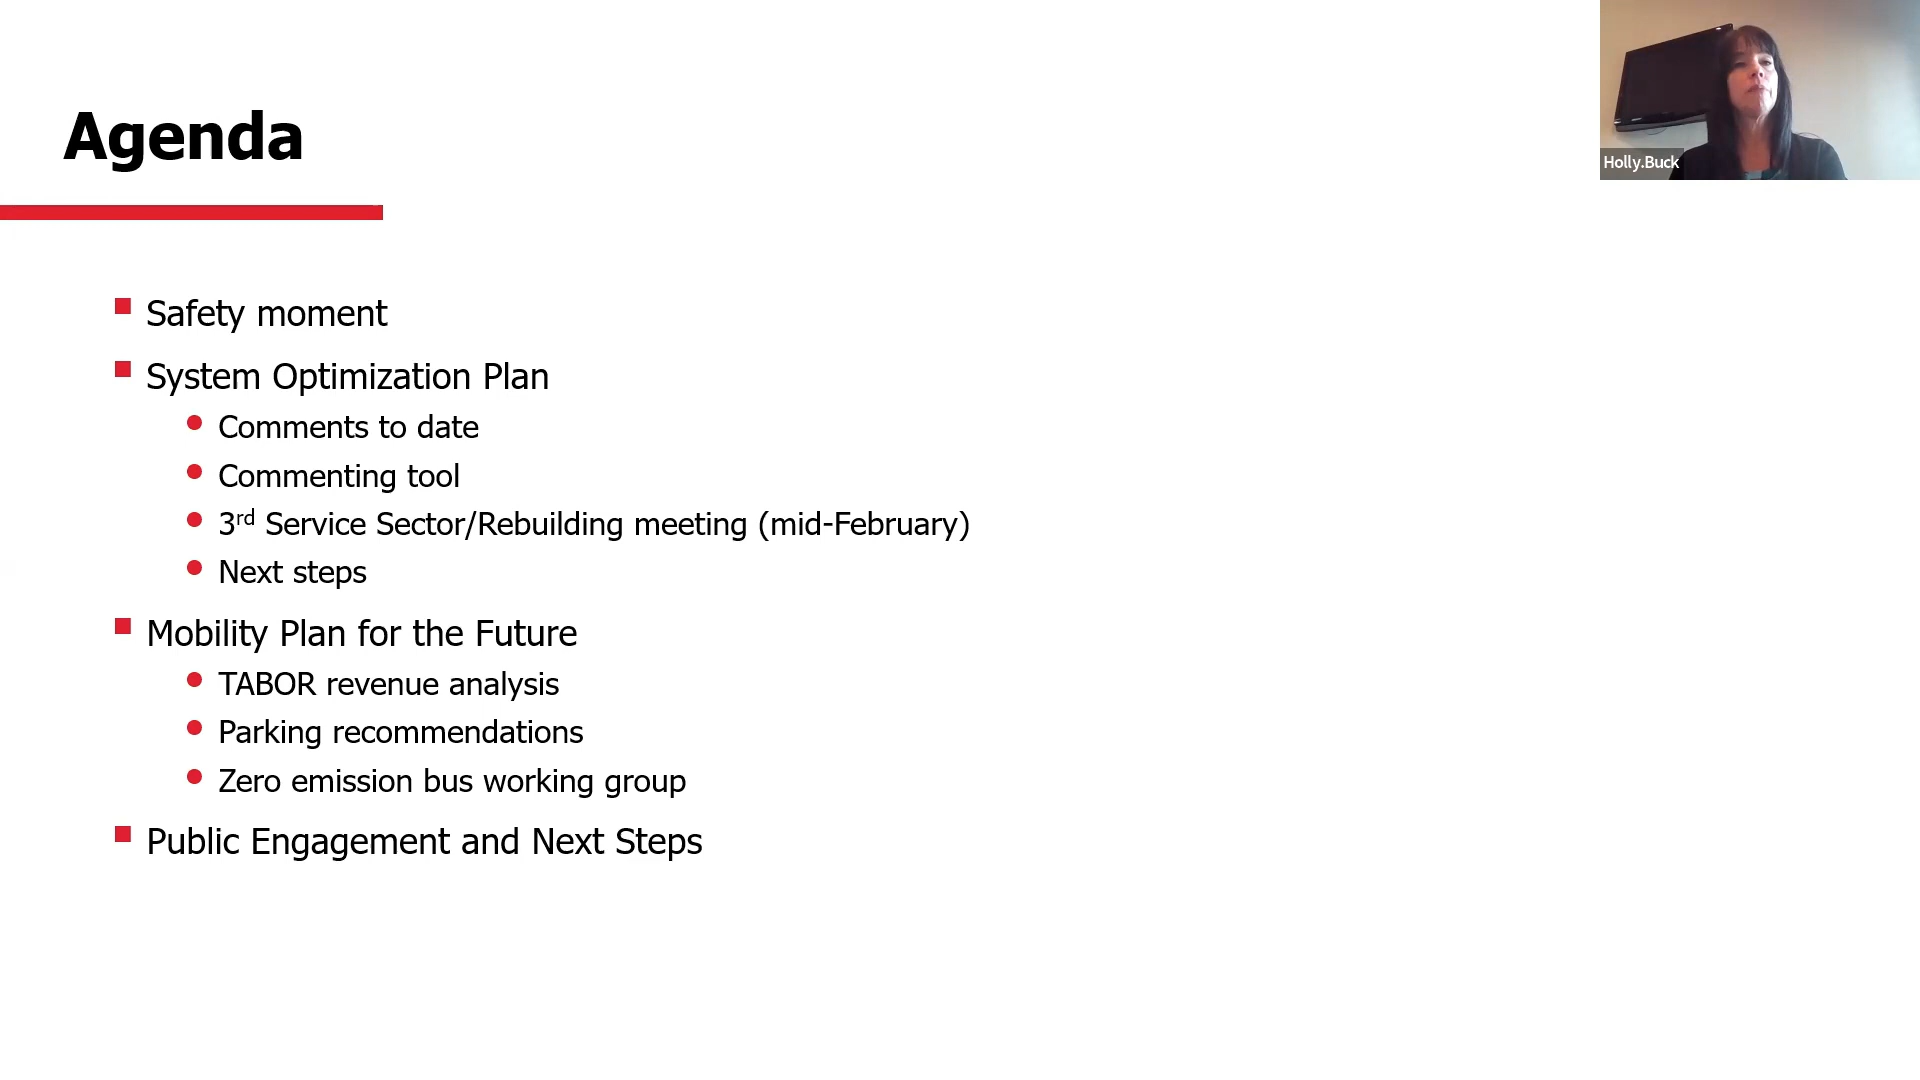 Agenda
Holly.Buck
Safety moment
System Optimization Plan
Comments to date
Commenting tool
3rd Service Sector/Rebuilding meeting (mid-February)
Next steps
Mobility Plan for the Future
TABOR revenue analysis
Parking recommendations
Zero emission bus working group
Public Engagement and Next Steps